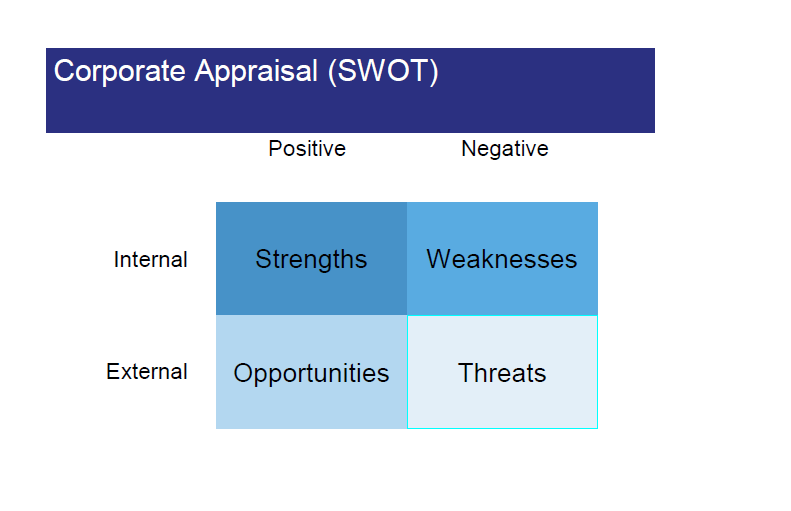 Corporate Appraisal (SWOT)
Positive Negative
Internal Strengths Weaknesses
External Opportunities Threats